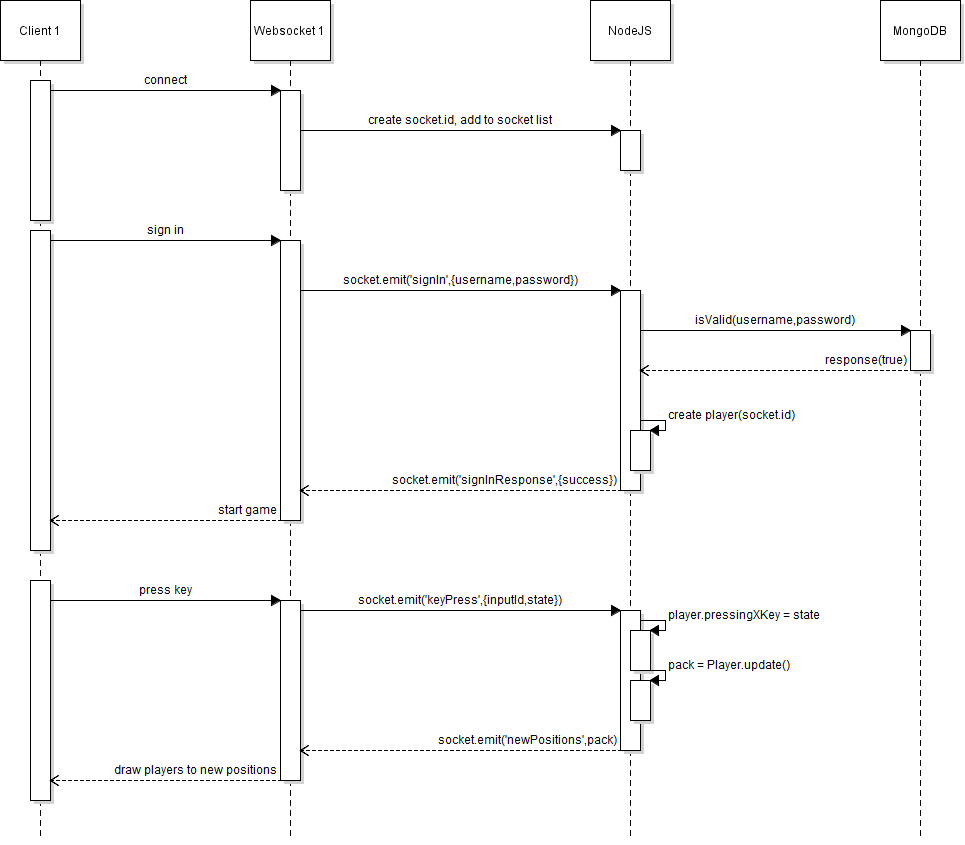 Client 1
Websocket 1
NodeJS
MongoDB
connect
create socket.id, add to socket list
sign in
socket.emit('signIn',{username,password})
isValid(username,password)
response(true)
create player(socket.id)
socket.emit('signInResponse',{success})
start game
press key
socket.emit('keyPress',{inputId,state})
player.pressingXKey = state
pack = Player.update()
socket.emit('newPositions',pack)
draw players to new positions